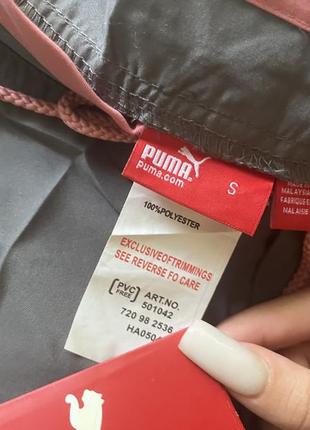 PUMA
puma.com
S
100%POLYESTER
EXCLUSIVEOFTRIMMINGS
SEE REVERSE FO CARE
[PVC FREE]
ART.NO.
501042
720 98 2536
MADE
MALAYSIA
FABRIQUE
MALAISIE